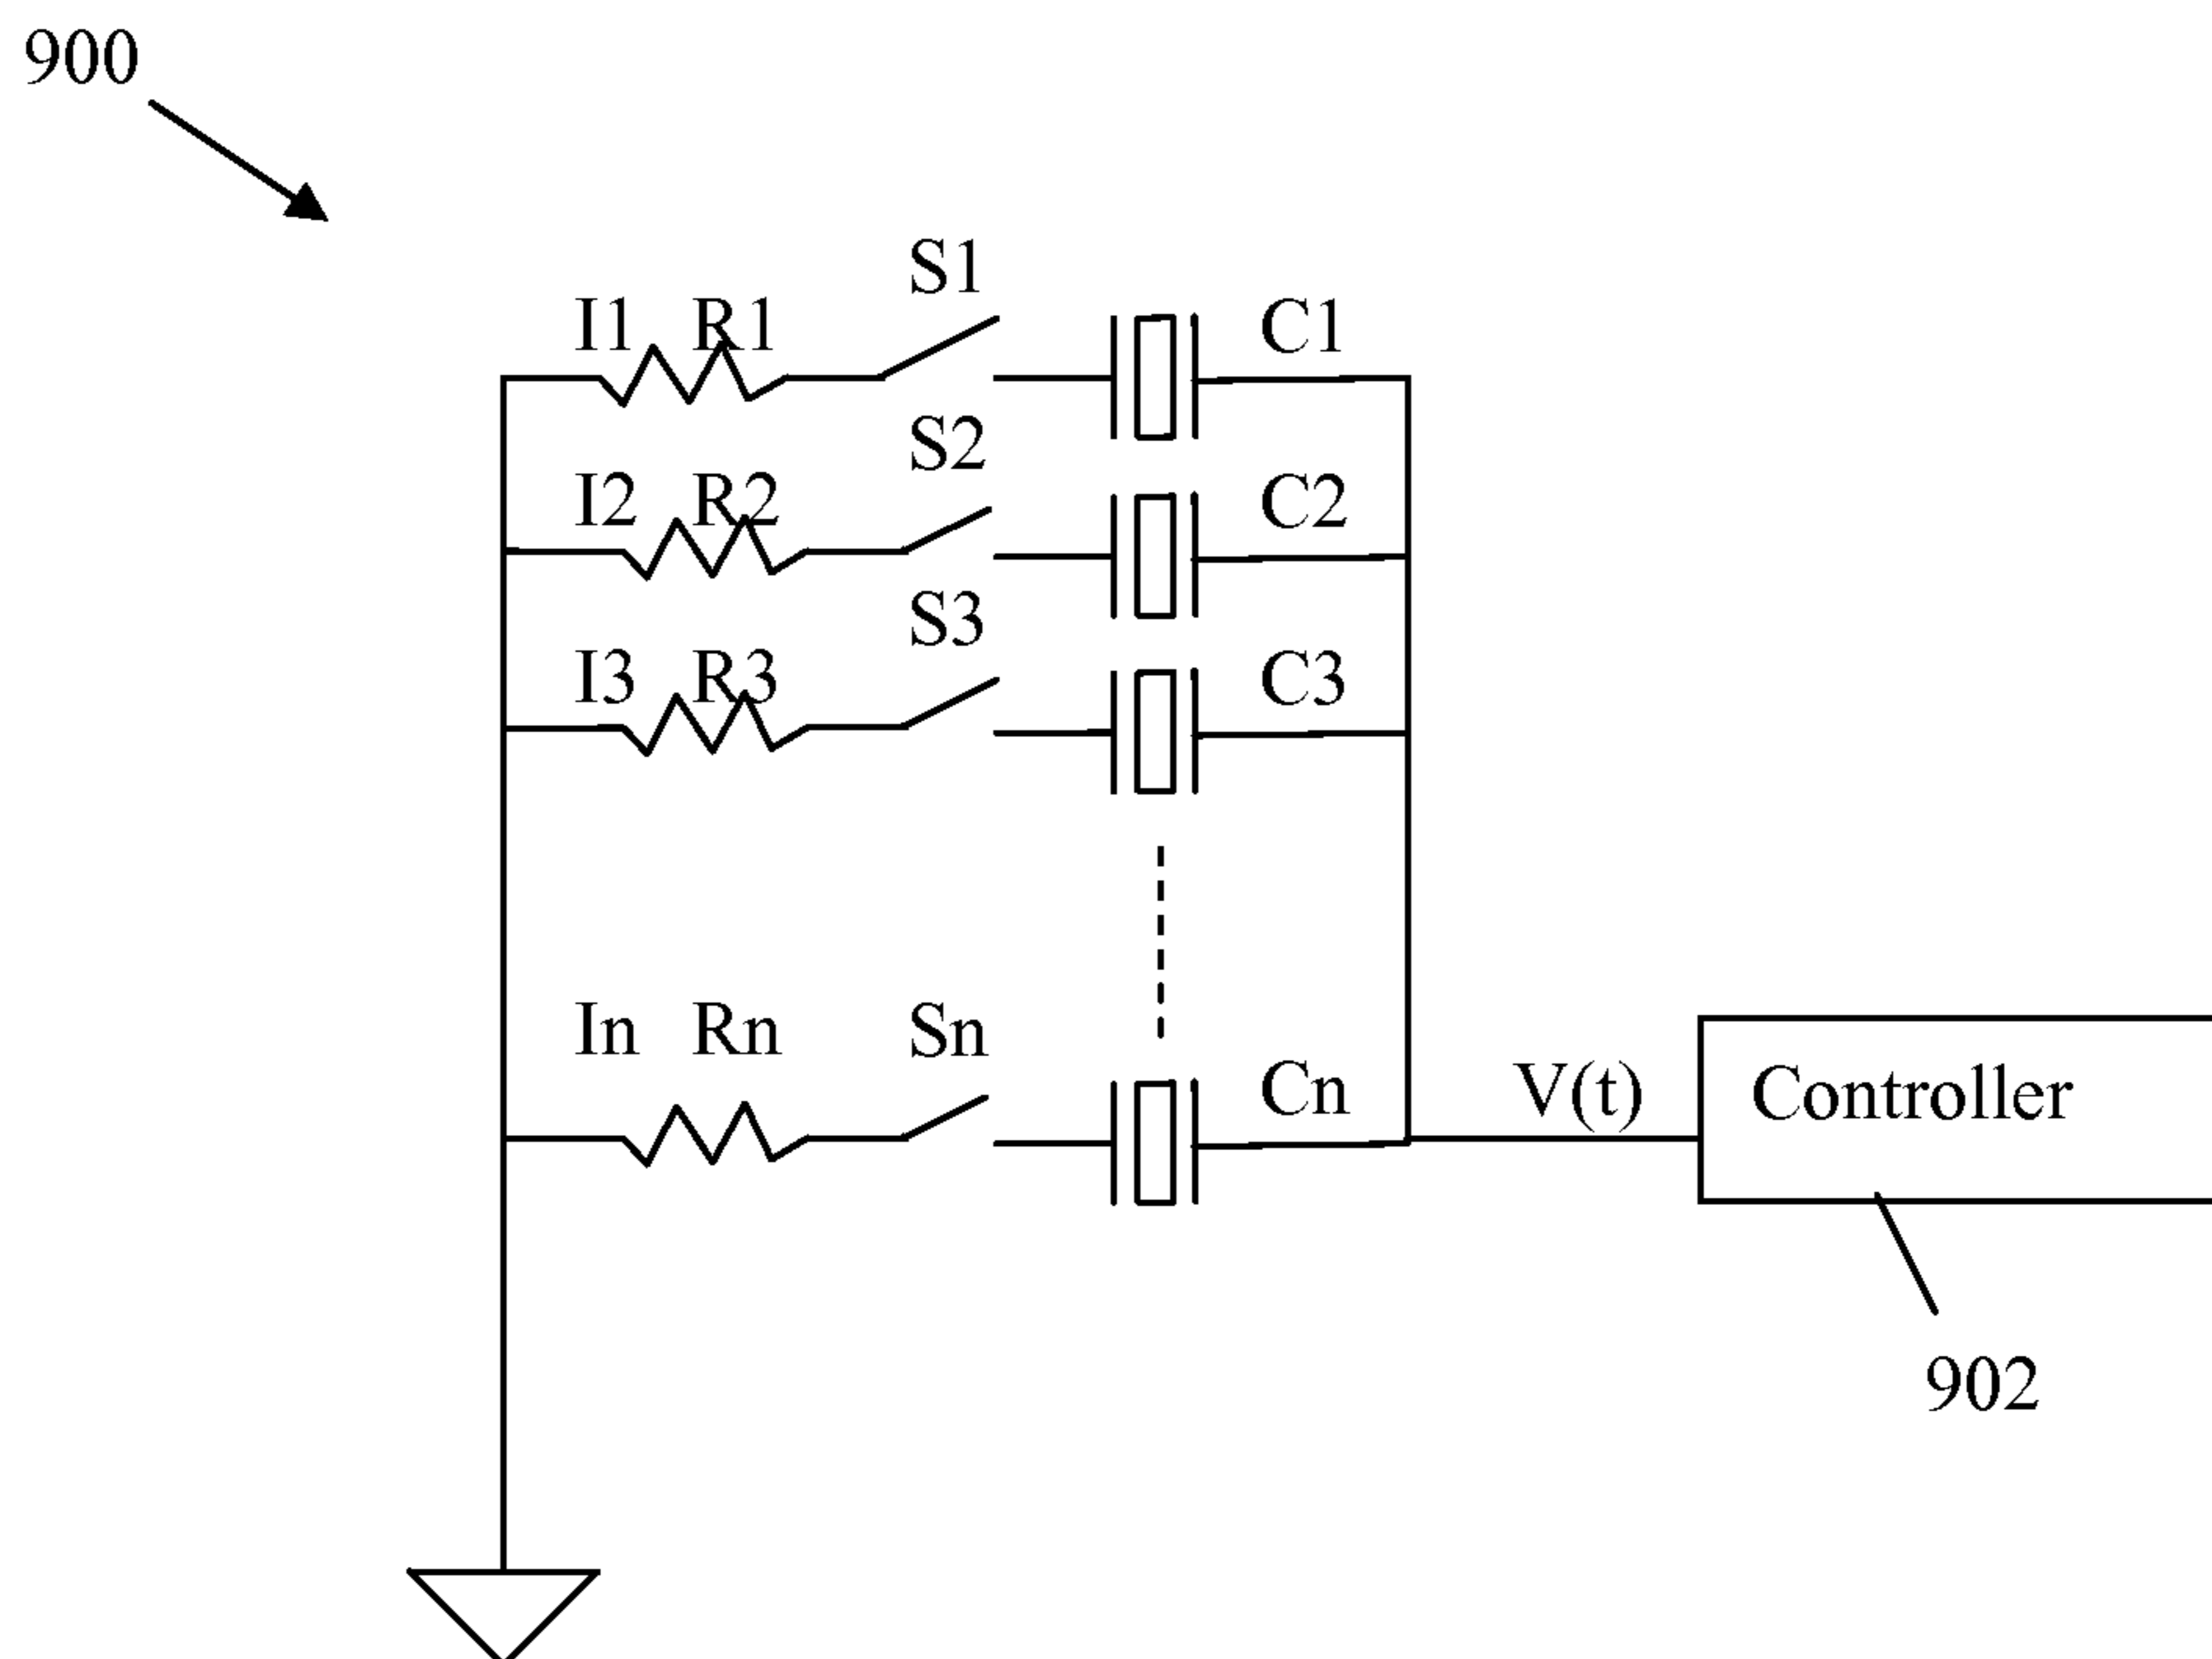 900
S1
I1 R1 C1
S2
I2 R2 C2
S3
I3 R3 C3
In Rn Sn
Cn
V(t) Controller
902